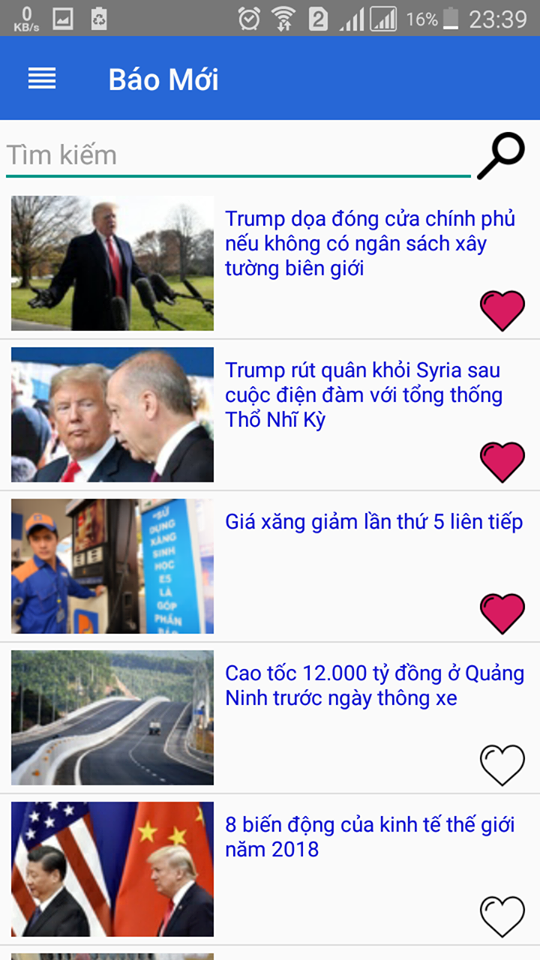 0
KB/s
2
16%
23:39
Báo Mới
Tìm kiếm
Trump dọa đóng cửa chính phủ
nếu không có ngân sách xây
tường biên giới
Trump rút quân khỏi Syria sau
cuộc điện đàm với tổng thống
Thổ Nhĩ Kỳ
Giá xăng giảm lần thứ 5 liên tiếp
"SỬ
DỤNG
XĂNG
SINH
HỌC
E5
LÀ
GÓP
PHẦN
BẢO
Cao tốc 12.000 tỷ đồng ở Quảng
Ninh trước ngày thông xe
8 biến động của kinh tế thế giới
năm 2018